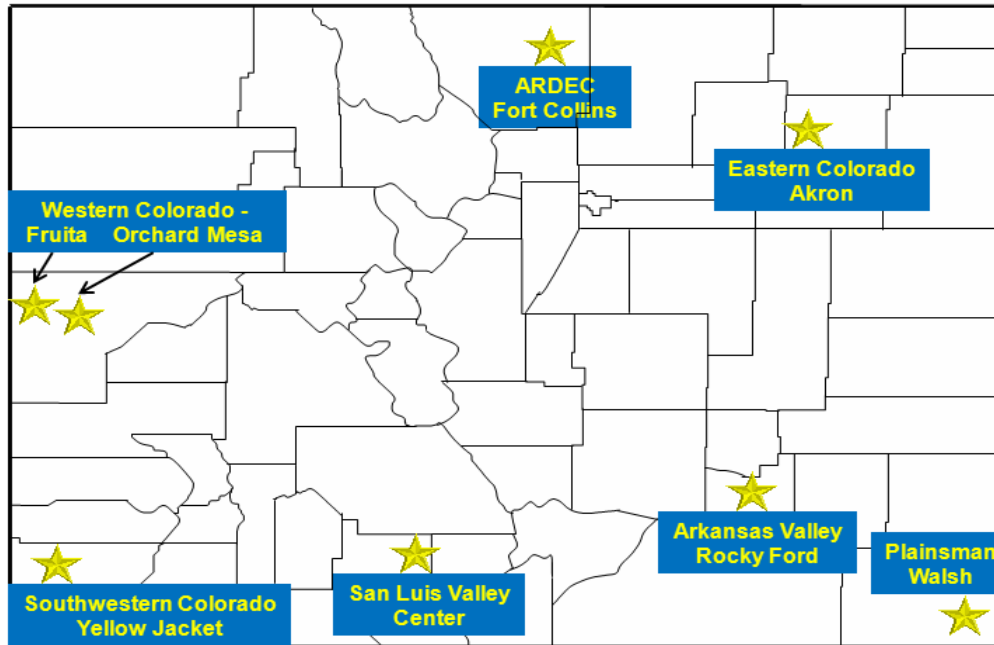 ARDEC
Fort Collins
Eastern Colorado
Akron
Western Colorado -
Fruita Orchard Mesa
Arkansas Valley
Rocky Ford
Plainsman
Walsh
San Luis Valley
Center
Southwestern Colorado
Yellow Jacket